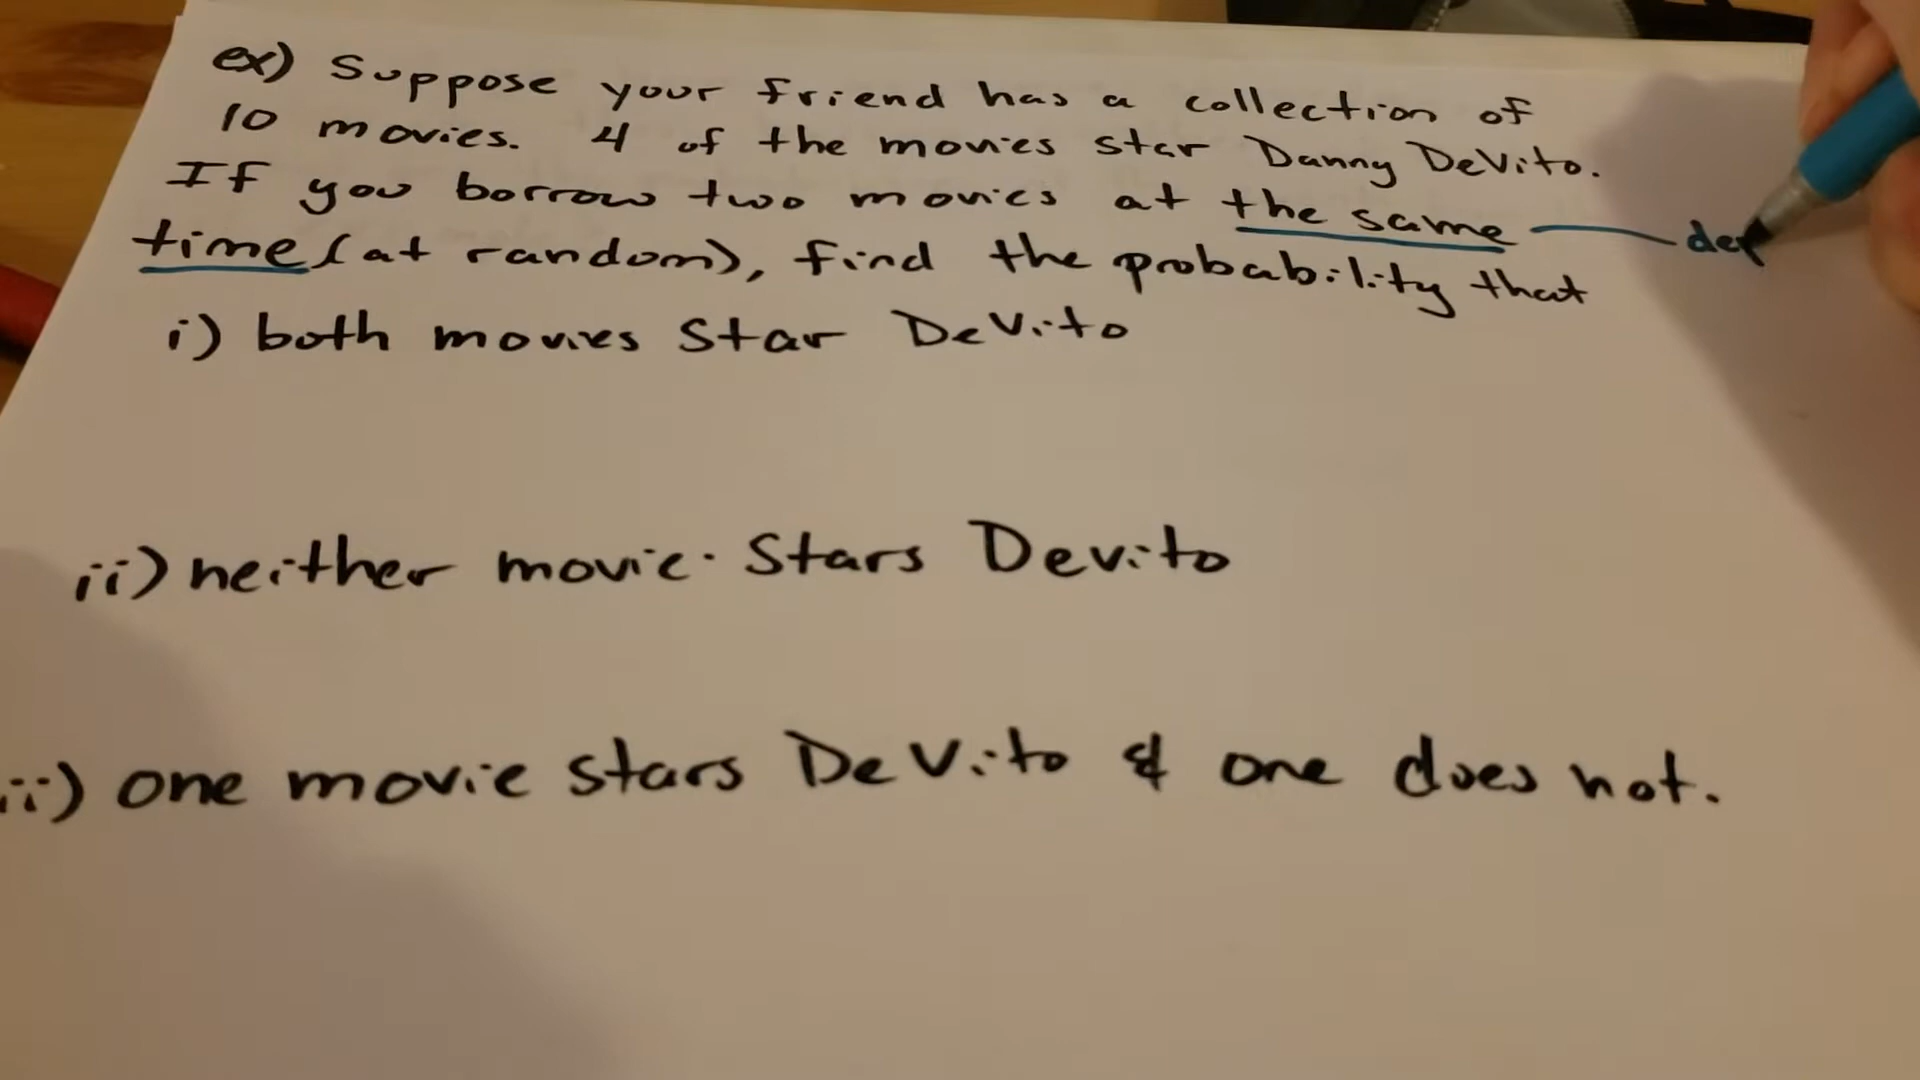 ex) Suppose your friend has a collection of
10 movies. 4 of the movies star Danny DeVito.
If you borrow two movies at the same — dep
time (at random), find the probability that
i) both movies star DeVito
ii) neither movie. Stars Devito
ii) one movie stars DeVito & one does not.